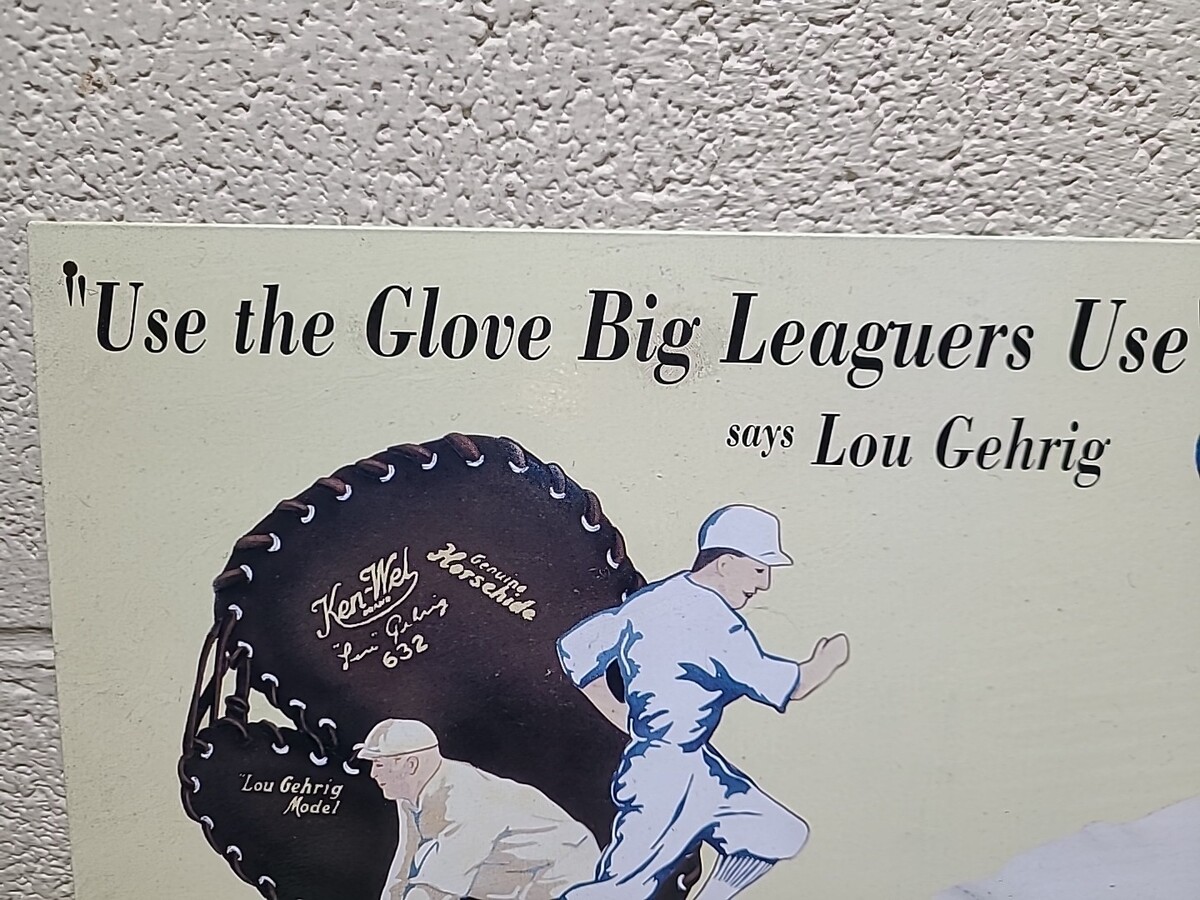 "Use the Glove Big Leaguers Use
says Lou Gehrig
Ken-Wel
BRAND
Genuine
Horsehide
"Lou" Gehrig
632
"Lou Gehrig
Model